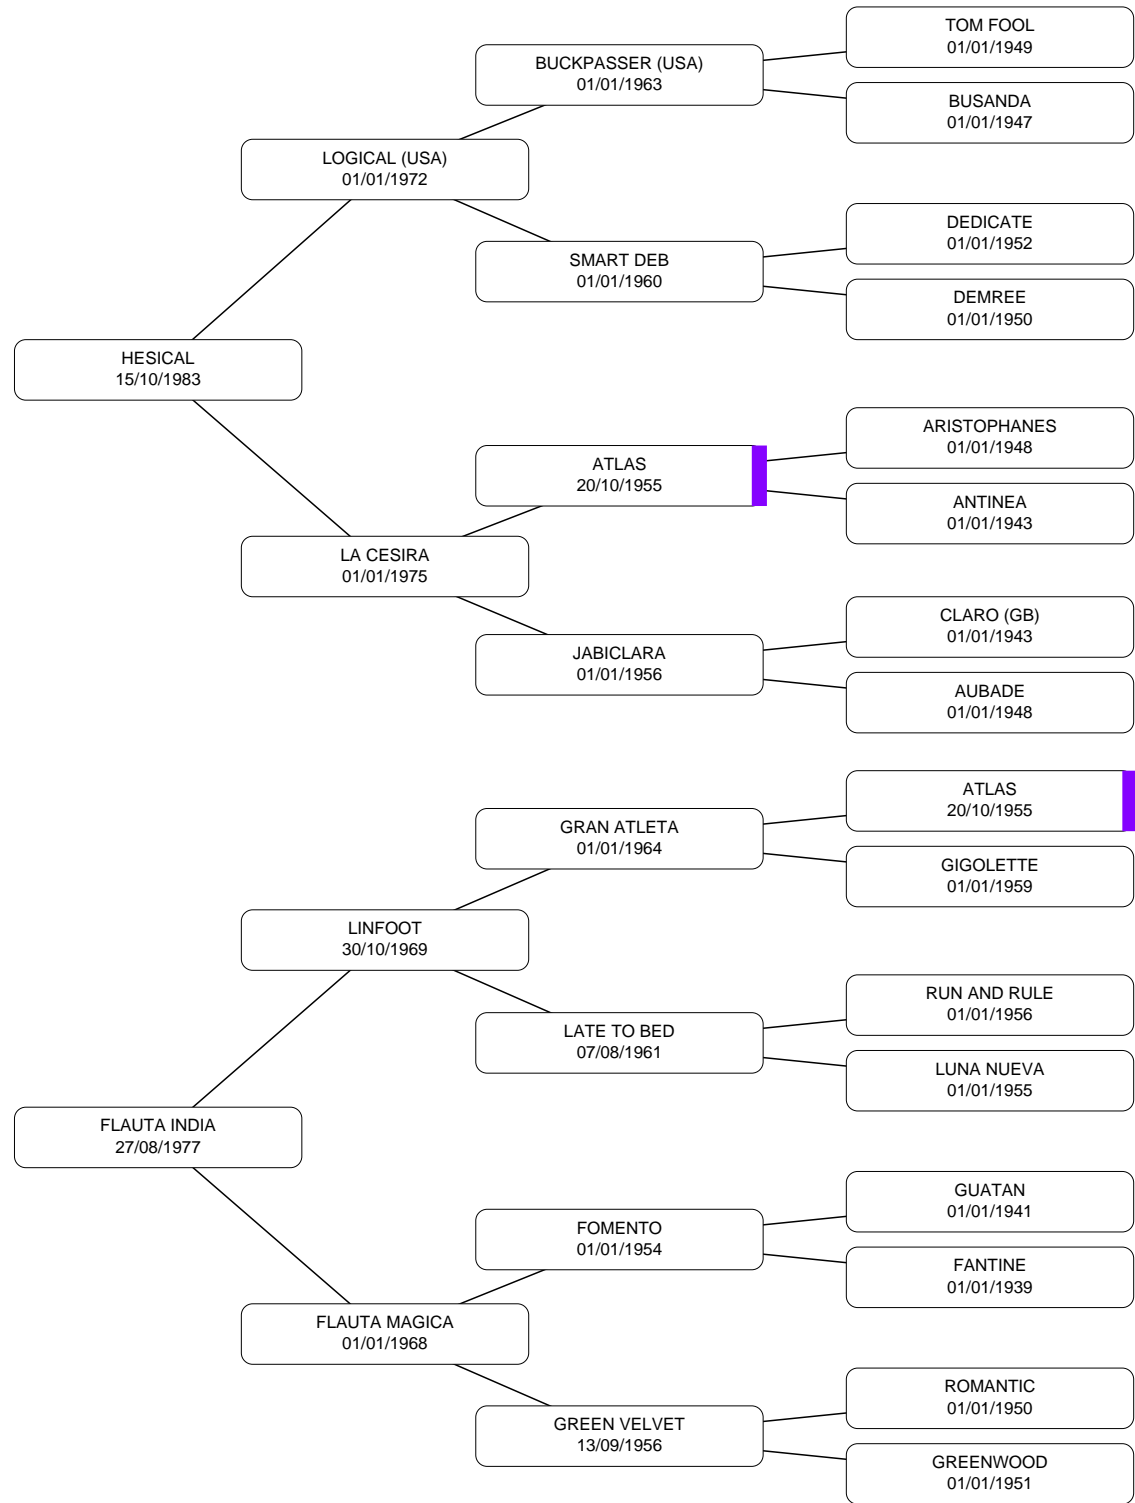 TOM FOOL
01/01/1949
BUCKPASSER (USA)
01/01/1963
BUSANDA
01/01/1947
LOGICAL (USA)
01/01/1972
DEDICATE
01/01/1952
SMART DEB
01/01/1960
DEMREE
01/01/1950
HESICAL
15/10/1983
ARISTOPHANES
01/01/1948
ATLAS
20/10/1955
ANTINEA
01/01/1943
LA CESIRA
01/01/1975
CLARO (GB)
01/01/1943
JABICLARA
01/01/1956
AUBADE
01/01/1948
ATLAS
20/10/1955
GRAN ATLETA
01/01/1964
GIGOLETTE
01/01/1959
LINFOOT
30/10/1969
RUN AND RULE
01/01/1956
LATE TO BED
07/08/1961
LUNA NUEVA
01/01/1955
FLAUTA INDIA
27/08/1977
GUATAN
01/01/1941
FOMENTO
01/01/1954
FANTINE
01/01/1939
FLAUTA MAGICA
01/01/1968
ROMANTIC
01/01/1950
GREEN VELVET
13/09/1956
GREENWOOD
01/01/1951